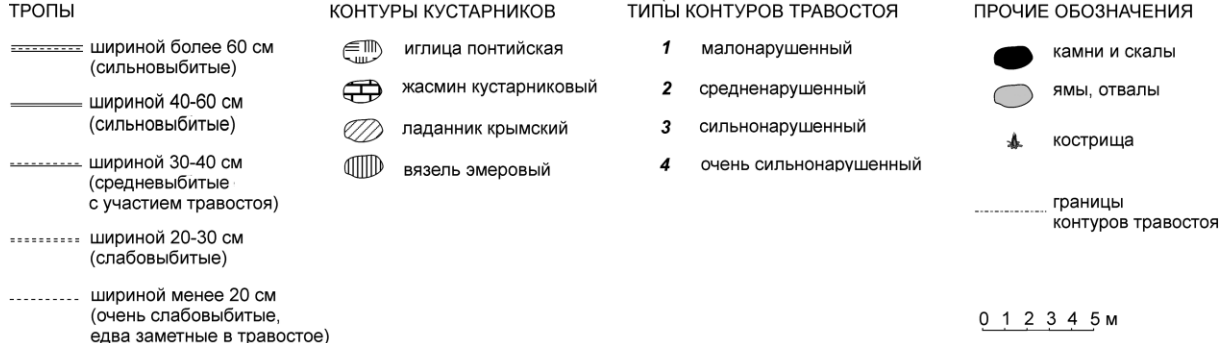 ТРОПЫ
шириной более 60 см
(сильновыбитые)
шириной 40-60 см
(сильновыбитые)
шириной 30-40 см
(средневыбитые
с участием травостоя)
шириной 20-30 см
(слабовыбитые)
шириной менее 20 см
(очень слабовыбитые,
едва заметные в травостое)
КОНТУРЫ КУСТАРНИКОВ
иглица понтийская
жасмин кустарниковый
ладанник крымский
вязель эмеровый
ТИПЫ КОНТУРОВ ТРАВОСТОЯ
1 малонарушенный
2 средненарушенный
3 сильнонарушенный
4 очень сильнонарушенный
ПРОЧИЕ ОБОЗНАЧЕНИЯ
камни и скалы
ямы, отвалы
кострища
границы
контуров травостоя
0 1 2 3 4 5 м